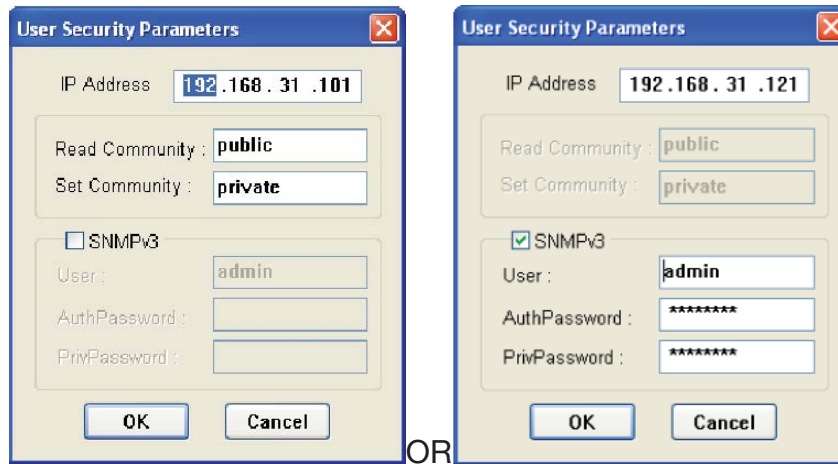 User Security Parameters
IP Address 192 .168 . 31 .101
Read Community : public
Set Community : private
SNMPv3
User : admin
AuthPassword :
PrivPassword :
OK Cancel
OR
User Security Parameters
IP Address 192 .168 . 31 .121
Read Community : public
Set Community : private
SNMPv3
User : admin
AuthPassword : ********
PrivPassword : ********
OK Cancel